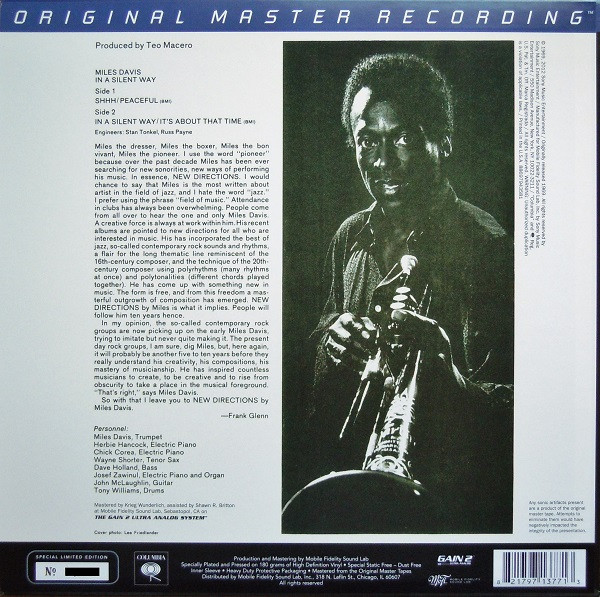 ORIGINAL MASTER RECORDING™
Produced by Teo Macero
MILES DAVIS
IN A SILENT WAY
Side 1
SHHH/PEACEFUL (BMI)
Side 2
IN A SILENT WAY/IT'S ABOUT THAT TIME (BMI)
Engineers: Stan Tonkel, Russ Payne
Miles the dresser, Miles the boxer, Miles the bon
vivant, Miles the pioneer. I use the word "pioneer"
because over the past decade Miles has been ever
searching for new sonorities, new ways of performing
his music. In essence, NEW DIRECTIONS. I would
chance to say that Miles is the most written about
artist in the field of jazz, and I hate the word "jazz."
I prefer using the phrase "field of music." Attendance
in clubs has always been overwhelming. People come
from all over to hear the one and only Miles Davis.
A creative force is always at work within him. His recent
albums are pointed to new directions for all who are
interested in music. His has incorporated the best of
jazz, so-called contemporary rock sounds and rhythms,
a flair for the long thematic line reminiscent of the
16th-century composer, and the technique of the 20th-
century composer using polyrhythms (many rhythms
at once) and polytonalities (different chords played
together). He has come up with something new in
music. The form is free, and from this freedom a mas-
terful outgrowth of composition has emerged. NEW
DIRECTIONS by Miles is what it implies. People will
follow him ten years hence.
In my opinion, the so-called contemporary rock
groups are now picking up on the early Miles Davis,
trying to imitate but never quite making it. The present
day rock groups, I am sure, dig Miles, but, here again,
it will probably be another five to ten years before they
really understand his creativity, his compositions, his
mastery of musicianship. He has inspired countless
musicians to create, to be creative and to rise from
obscurity to take a place in the musical foreground.
"That's right," says Miles Davis.
So with that I leave you to NEW DIRECTIONS by
Miles Davis.
—Frank Glenn
Personnel:
Miles Davis, Trumpet
Herbie Hancock, Electric Piano
Chick Corea, Electric Piano
Wayne Shorter, Tenor Sax
Dave Holland, Bass
Josef Zawinul, Electric Piano and Organ
John McLaughlin, Guitar
Tony Williams, Drums
Mastered by Krieg Wunderlich, assisted by Shawn R. Britton
at Mobile Fidelity Sound Lab, Sebastopol, CA on
THE GAIN 2 ULTRA ANALOG SYSTEM™
Cover photo: Lee Friedlander
Any sonic artifacts present
are a product of the original
master tape. Attempts to
eliminate them would have
negatively impacted the
integrity of the recording.
SPECIAL LIMITED EDITION
No
COLUMBIA
Production and Mastering by Mobile Fidelity Sound Lab
Specially Plated and Pressed on 180 grams of High Definition Vinyl • Special Static Free – Dust Free
Inner Sleeve • Heavy Duty Protective Packaging • Mastered from the Original Master Tapes
Distributed by Mobile Fidelity Sound Lab, Inc., 318 N. Laflin St., Chicago, IL 60607
All rights reserved
GAIN 2
MOBILE FIDELITY
8 21797 13771 3